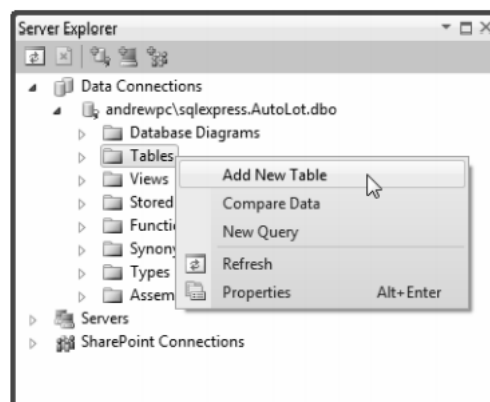 Server Explorer
Data Connections
andrewpc\sqlexpress.AutoLot.dbo
Database Diagrams
Tables
Views
Stored
Functi
Synony
Types
Assem
Add New Table
Compare Data
New Query
Refresh
Properties Alt+Enter
Servers
SharePoint Connections